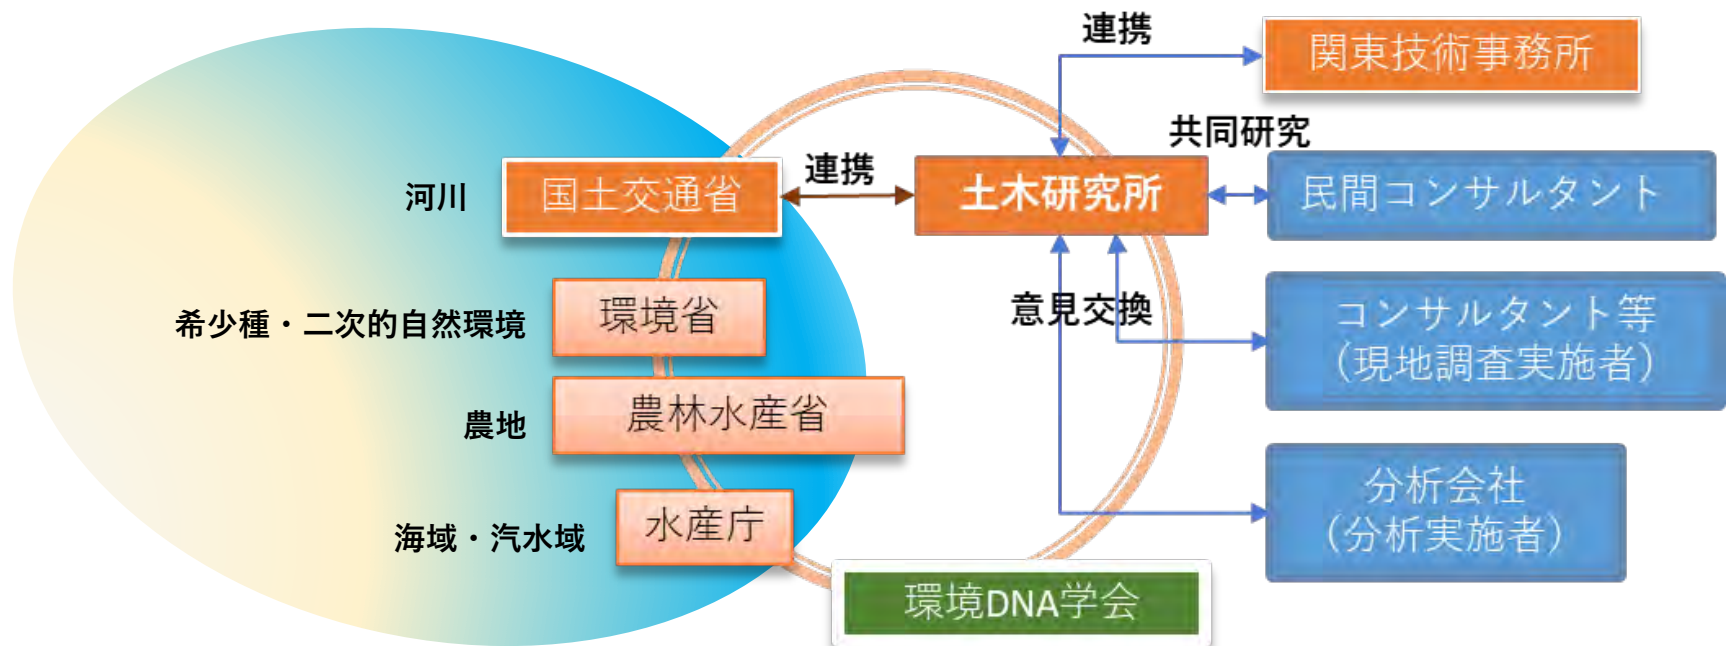 連携
関東技術事務所
共同研究
河川
国土交通省
連携
土木研究所
民間コンサルタント
希少種・二次的自然環境
環境省
意見交換
コンサルタント等
（現地調査実施者）
農地
農林水産省
海域・汽水域
水産庁
分析会社
（分析実施者）
環境DNA学会